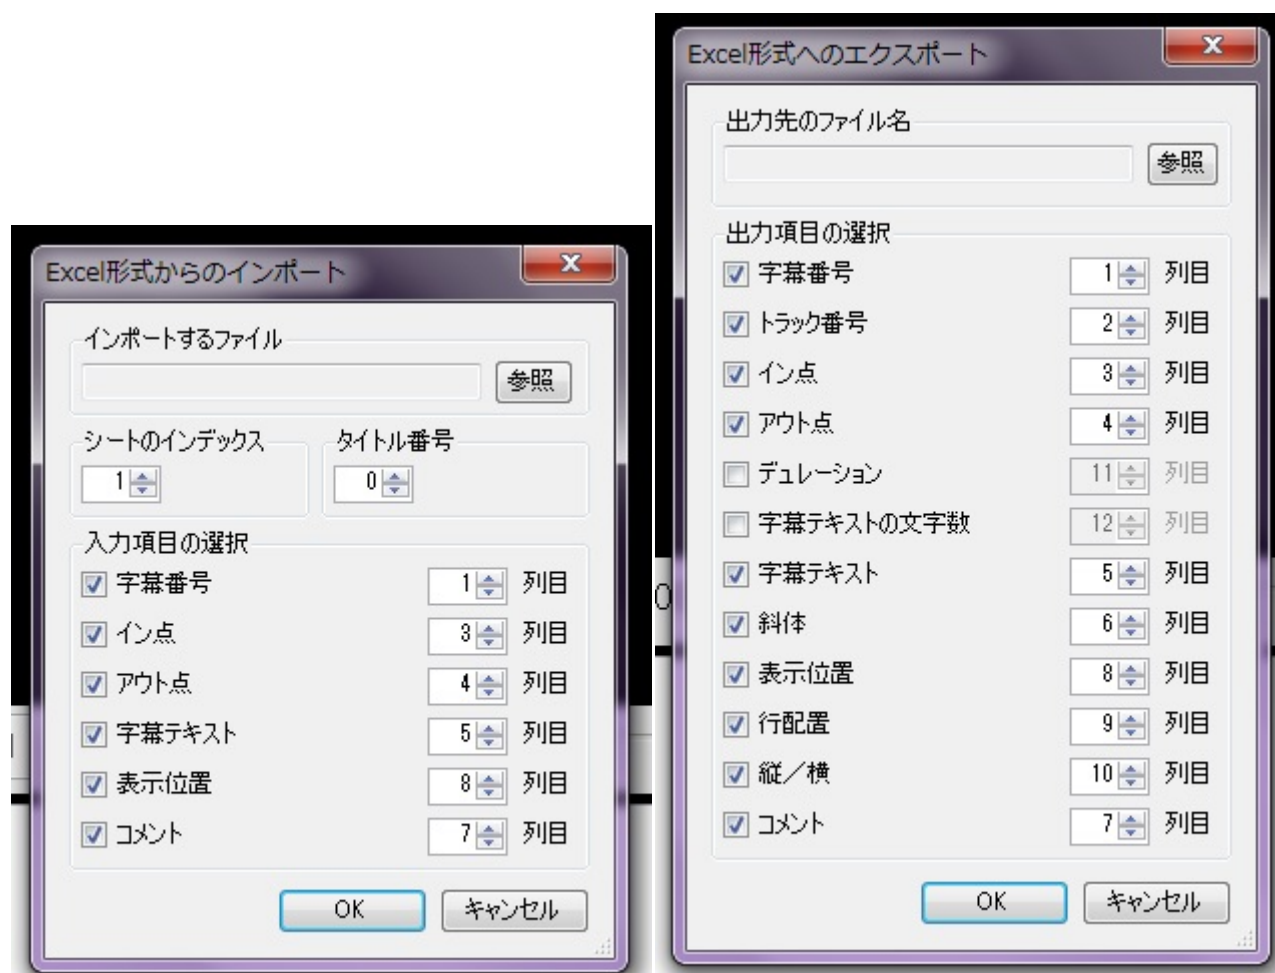 Excel形式からのインポート
インポートするファイル
参照
シートのインデックス タイトル番号
1 0
入力項目の選択
字幕番号 1 列目
イン点 3 列目
アウト点 4 列目
字幕テキスト 5 列目
表示位置 8 列目
コメント 7 列目
OK キャンセル
Excel形式へのエクスポート
出力先のファイル名
参照
出力項目の選択
字幕番号 1 列目
トラック番号 2 列目
イン点 3 列目
アウト点 4 列目
デュレーション 11 列目
字幕テキストの文字数 12 列目
字幕テキスト 5 列目
斜体 6 列目
表示位置 8 列目
行配置 9 列目
縦／横 10 列目
コメント 7 列目
OK キャンセル